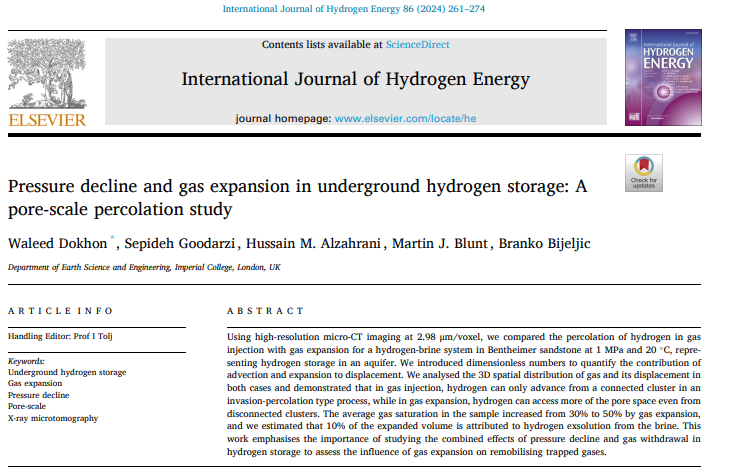 International Journal of Hydrogen Energy 86 (2024) 261–274
Contents lists available at ScienceDirect
International Journal of Hydrogen Energy
journal homepage: www.elsevier.com/locate/he
ELSEVIER
International Journal of
HYDROGEN
ENERGY
Check for
updates
Pressure decline and gas expansion in underground hydrogen storage: A
pore-scale percolation study
Waleed Dokhon *, Sepideh Goodarzi, Hussain M. Alzahrani, Martin J. Blunt, Branko Bijeljic
Department of Earth Science and Engineering, Imperial College, London, UK
ARTICLE INFO
Handling Editor: Prof I Tolj
Keywords:
Underground hydrogen storage
Gas expansion
Pressure decline
Pore-scale
X-ray microtomography
ABSTRACT
Using high-resolution micro-CT imaging at 2.98 μm/voxel, we compared the percolation of hydrogen in gas
injection with gas expansion for a hydrogen-brine system in Bentheimer sandstone at 1 MPa and 20 °C, repre-
senting hydrogen storage in an aquifer. We introduced dimensionless numbers to quantify the contribution of
advection and expansion to displacement. We analysed the 3D spatial distribution of gas and its displacement in
both cases and demonstrated that in gas injection, hydrogen can only advance from a connected cluster in an
invasion-percolation type process, while in gas expansion, hydrogen can access more of the pore space even from
disconnected clusters. The average gas saturation in the sample increased from 30% to 50% by gas expansion,
and we estimated that 10% of the expanded volume is attributed to hydrogen exsolution from the brine. This
work emphasises the importance of studying the combined effects of pressure decline and gas withdrawal in
hydrogen storage to assess the influence of gas expansion on remobilising trapped gases.